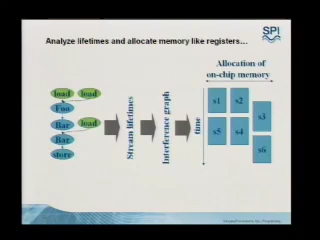 SPI
Analyze lifetimes and allocate memory like registers...
Allocation of
on-chip memory
load load
Foo
Bar load
Bar
store
Stream lifetimes
Interference graph
time
s1 s2
s3
s5 s4
s6